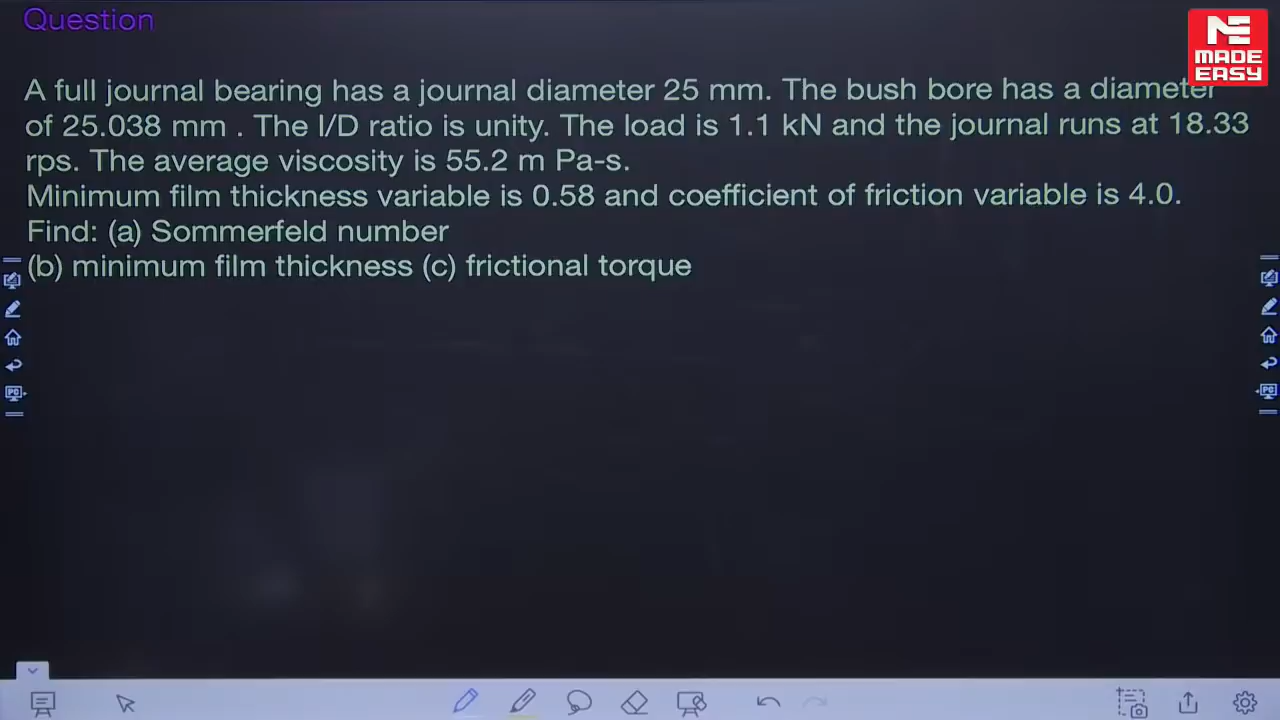 Question
MADE
EASY
A full journal bearing has a journal diameter 25 mm. The bush bore has a diameter
of 25.038 mm . The l/D ratio is unity. The load is 1.1 kN and the journal runs at 18.33
rps. The average viscosity is 55.2 m Pa-s.
Minimum film thickness variable is 0.58 and coefficient of friction variable is 4.0.
Find: (a) Sommerfeld number
(b) minimum film thickness (c) frictional torque
PC
PC